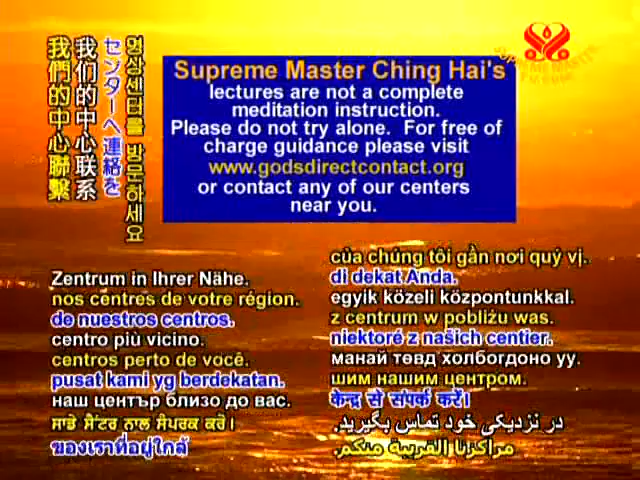 我們的中心聯繫
我们的中心联系
センターへ連絡を
명상센터를 방문하세요
SUPREME MASTER
Supreme Master Ching Hai's
lectures are not a complete
meditation instruction.
Please do not try alone. For free of
charge guidance please visit
www.godsdirectcontact.org
or contact any of our centers
near you.
Zentrum in Ihrer Nähe.
nos centres de votre région.
de nuestros centros.
centro più vicino.
centros perto de você.
pusat kami yg berdekatan.
наш център близо до вас.
ਸਾਡੇ ਸੈਂਟਰ ਨਾਲ ਸੰਪਰਕ ਕਰੋ।
ของเราที่อยู่ใกล้
của chúng tôi gần nơi quý vị.
di dekat Anda.
egyik közeli központunkkal.
z centrum w pobliżu was.
niektoré z našich centier.
манай төвд холбогдоно уу.
шим нашим центром.
केन्द्र से संपर्क करें।
در نزدیکی خود تماس بگیرید.
مراكزنا القريبة منكم.